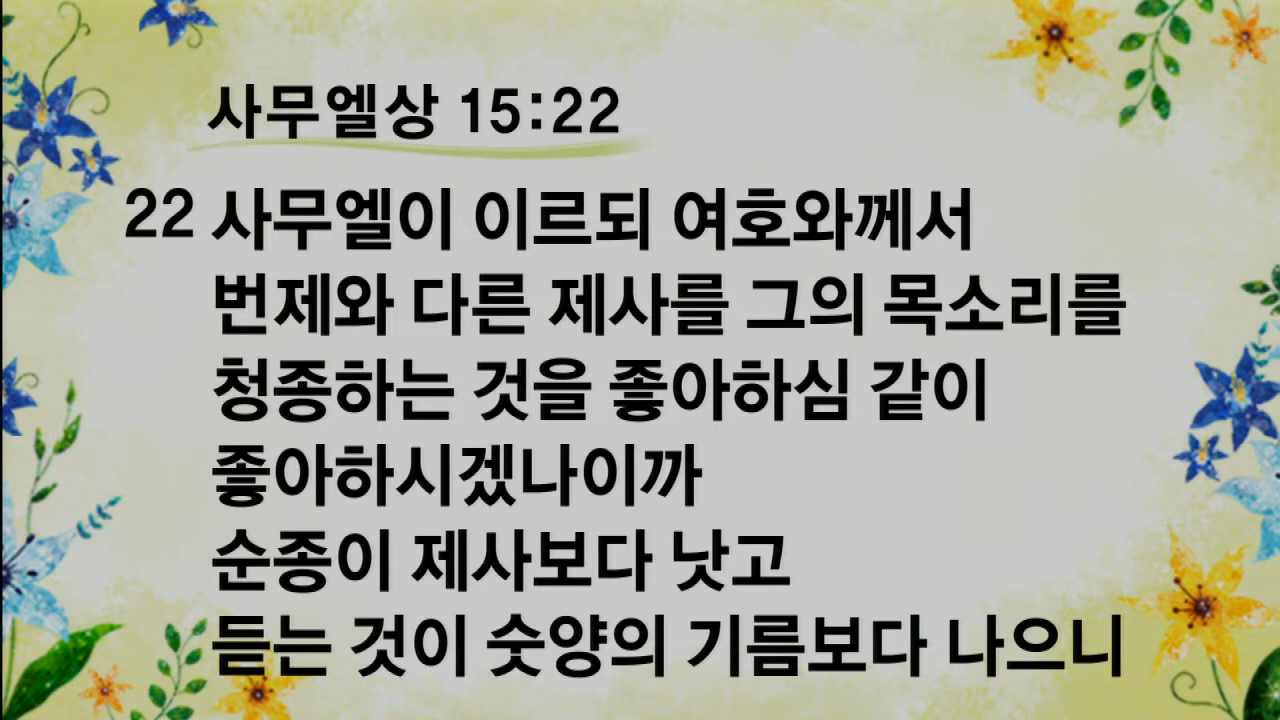 사무엘상 15:22
22 사무엘이 이르되 여호와께서
번제와 다른 제사를 그의 목소리를
청종하는 것을 좋아하심 같이
좋아하시겠나이까
순종이 제사보다 낫고
듣는 것이 숫양의 기름보다 나으니